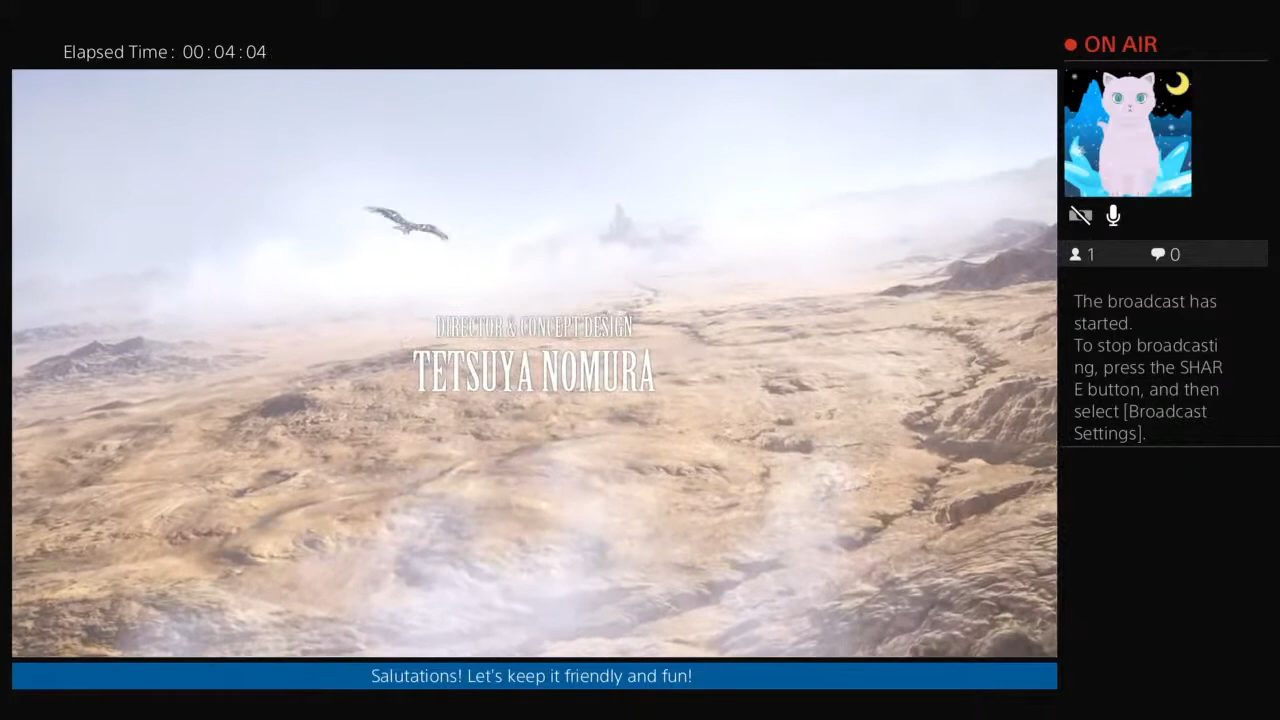 Elapsed Time: 00:04:04
ON AIR
1
0
DIRECTOR & CONCEPT DESIGN
TETSUYA NOMURA
The broadcast has
started.
To stop broadcasti
ng, press the SHAR
E button, and then
select [Broadcast
Settings].
Salutations! Let's keep it friendly and fun!